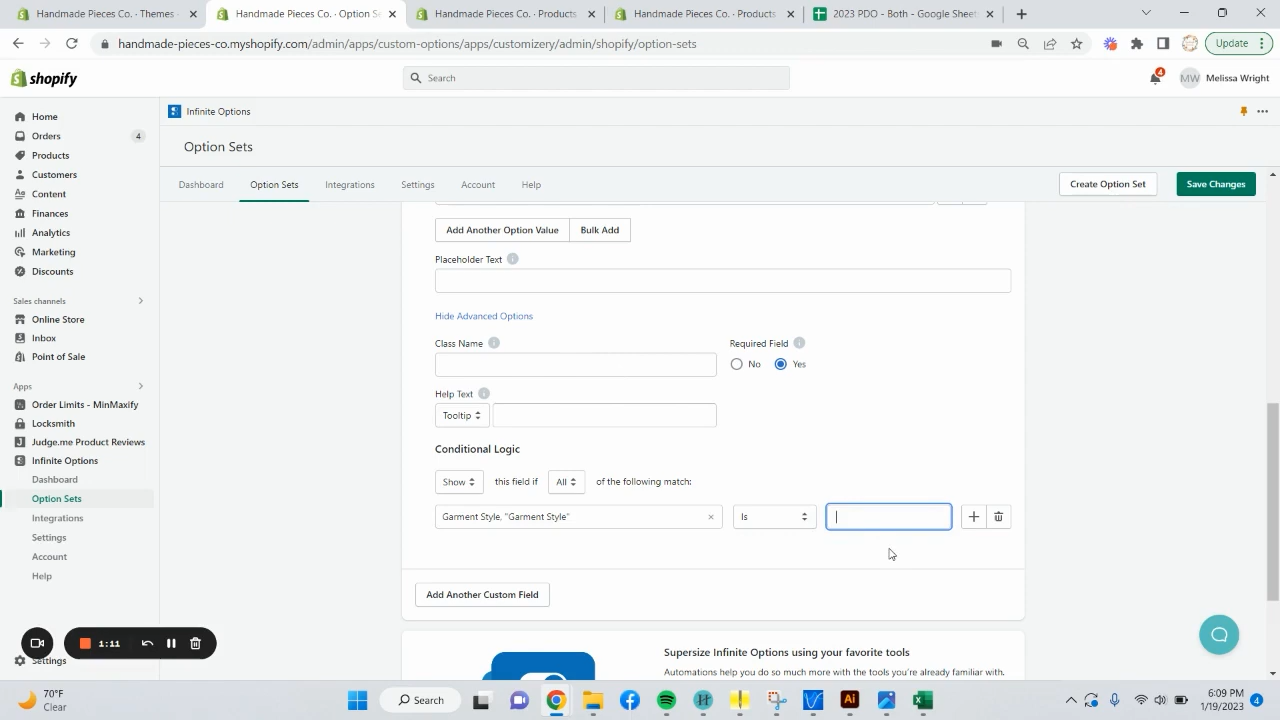 Handmade Pieces Co. · Themes
Handmade Pieces Co. · Option Se
Handmade Pieces Co. · Products
Handmade Pieces Co. · Products
2023 PDO - Both - Google Sheets
handmade-pieces-co.myshopify.com/admin/apps/custom-options/apps/customizery/admin/shopify/option-sets
Update
shopify
Search
4
MW
Melissa Wright
Home
Orders
4
Products
Customers
Content
Finances
Analytics
Marketing
Discounts
Sales channels
Online Store
Inbox
Point of Sale
Apps
Order Limits - MinMaxify
Locksmith
Judge.me Product Reviews
Infinite Options
Dashboard
Option Sets
Integrations
Settings
Account
Help
Settings
Infinite Options
Option Sets
Dashboard
Option Sets
Integrations
Settings
Account
Help
Create Option Set
Save Changes
Add Another Option Value
Bulk Add
Placeholder Text
Hide Advanced Options
Class Name
Required Field
No
Yes
Help Text
Tooltip
Conditional Logic
Show this field if All of the following match:
Garment Style, "Garment Style"
Is
Add Another Custom Field
Supersize Infinite Options using your favorite tools
Automations help you do so much more with the tools you're already familiar with.
1:11
70°F
Clear
Search
6:09 PM
1/19/2023
4